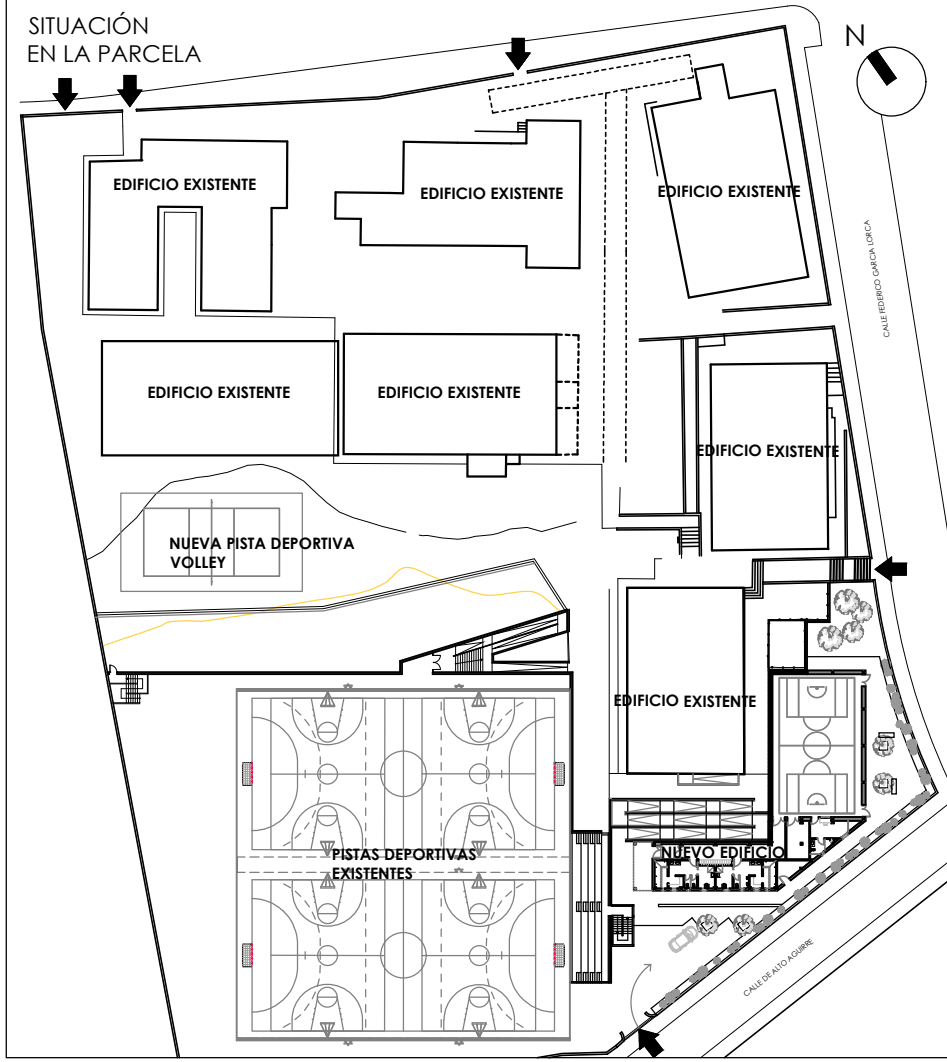 SITUACIÓN
EN LA PARCELA
N
EDIFICIO EXISTENTE
EDIFICIO EXISTENTE
EDIFICIO EXISTENTE
CALLE FEDERICO GARCIA LORCA
EDIFICIO EXISTENTE
EDIFICIO EXISTENTE
EDIFICIO EXISTENTE
NUEVA PISTA DEPORTIVA
VOLLEY
EDIFICIO EXISTENTE
PISTAS DEPORTIVAS
EXISTENTES
NUEVO EDIFICIO
CALLE DE ALTO AGUIRRE